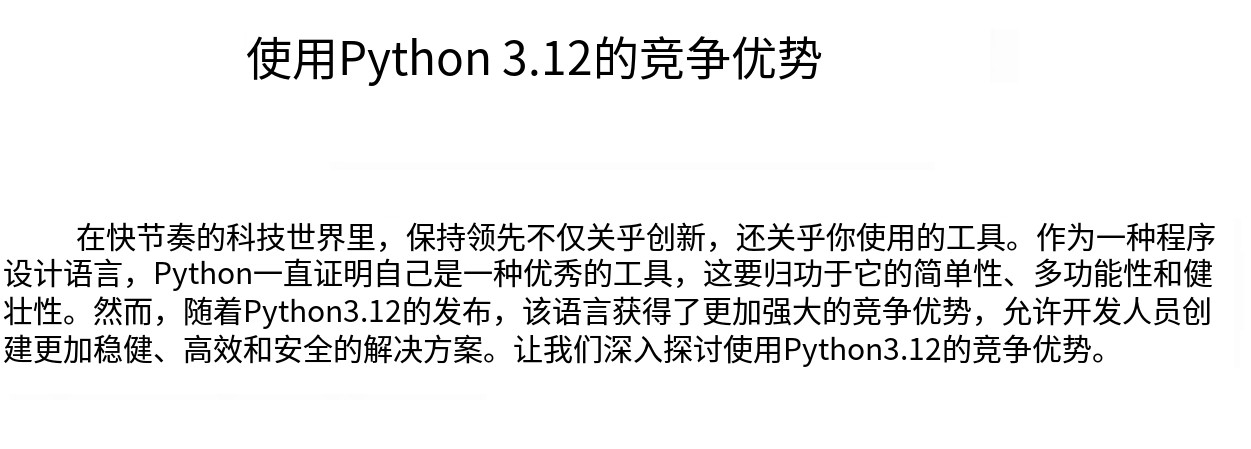 使用Python 3.12的竞争优势
在快节奏的科技世界里，保持领先不仅关乎创新，还关乎你使用的工具。作为一种程序
设计语言，Python一直证明自己是一种优秀的工具，这要归功于它的简单性、多功能性和健
壮性。然而，随着Python3.12的发布，该语言获得了更加强大的竞争优势，允许开发人员创
建更加稳健、高效和安全的解决方案。让我们深入探讨使用Python3.12的竞争优势。